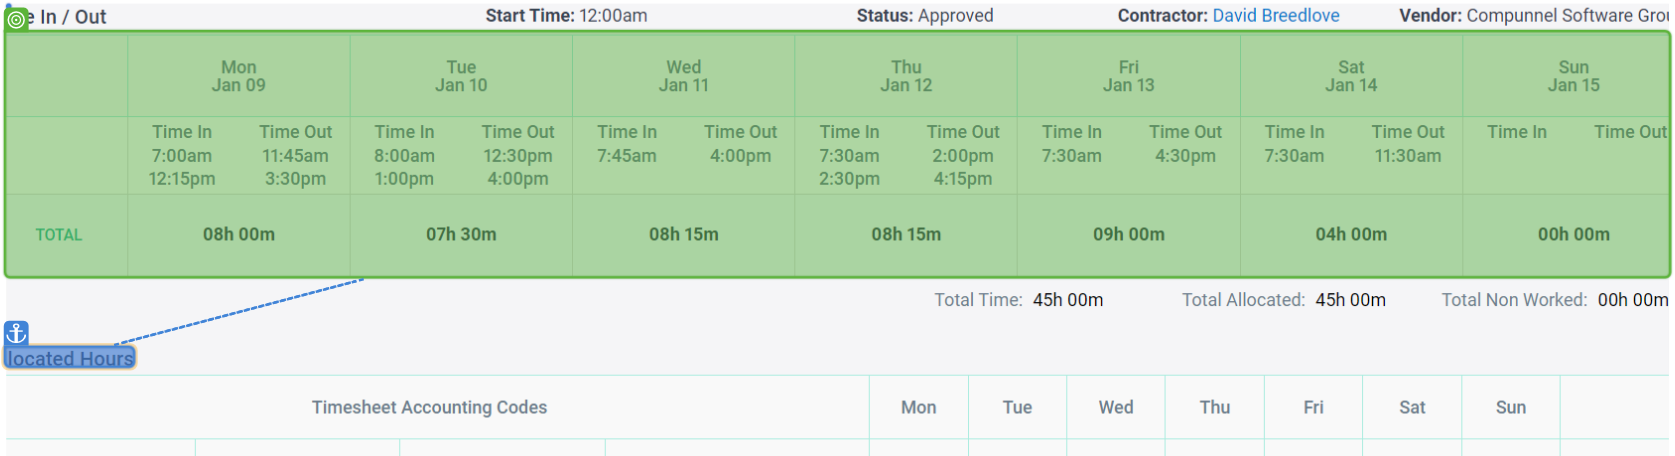 e In / Out Start Time: 12:00am Status: Approved Contractor: David Breedlove Vendor: Compunnel Software Grou
Mon Tue Wed Thu Fri Sat Sun
Jan 09 Jan 10 Jan 11 Jan 12 Jan 13 Jan 14 Jan 15
Time In Time Out Time In Time Out Time In Time Out Time In Time Out Time In Time Out Time In Time Out Time In Time Out
7:00am 11:45am 8:00am 12:30pm 7:45am 4:00pm 7:30am 2:00pm 7:30am 4:30pm 7:30am 11:30am
12:15pm 3:30pm 1:00pm 4:00pm 2:30pm 4:15pm
TOTAL 08h 00m 07h 30m 08h 15m 08h 15m 09h 00m 04h 00m 00h 00m
Total Time: 45h 00m Total Allocated: 45h 00m Total Non Worked: 00h 00m
located Hours
Timesheet Accounting Codes Mon Tue Wed Thu Fri Sat Sun